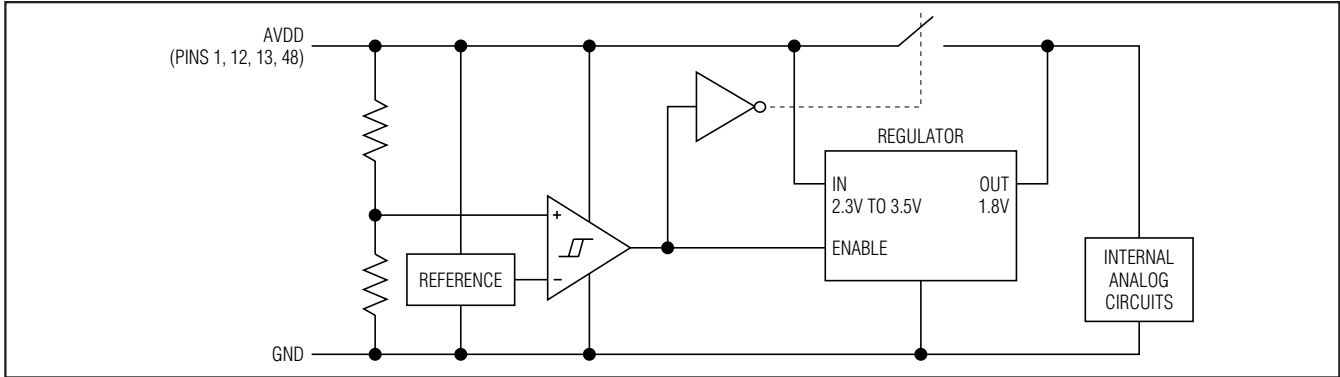 AVDD
(PINS 1, 12, 13, 48)
REGULATOR
IN
2.3V TO 3.5V
OUT
1.8V
+
ENABLE
REFERENCE
–
INTERNAL
ANALOG
CIRCUITS
GND